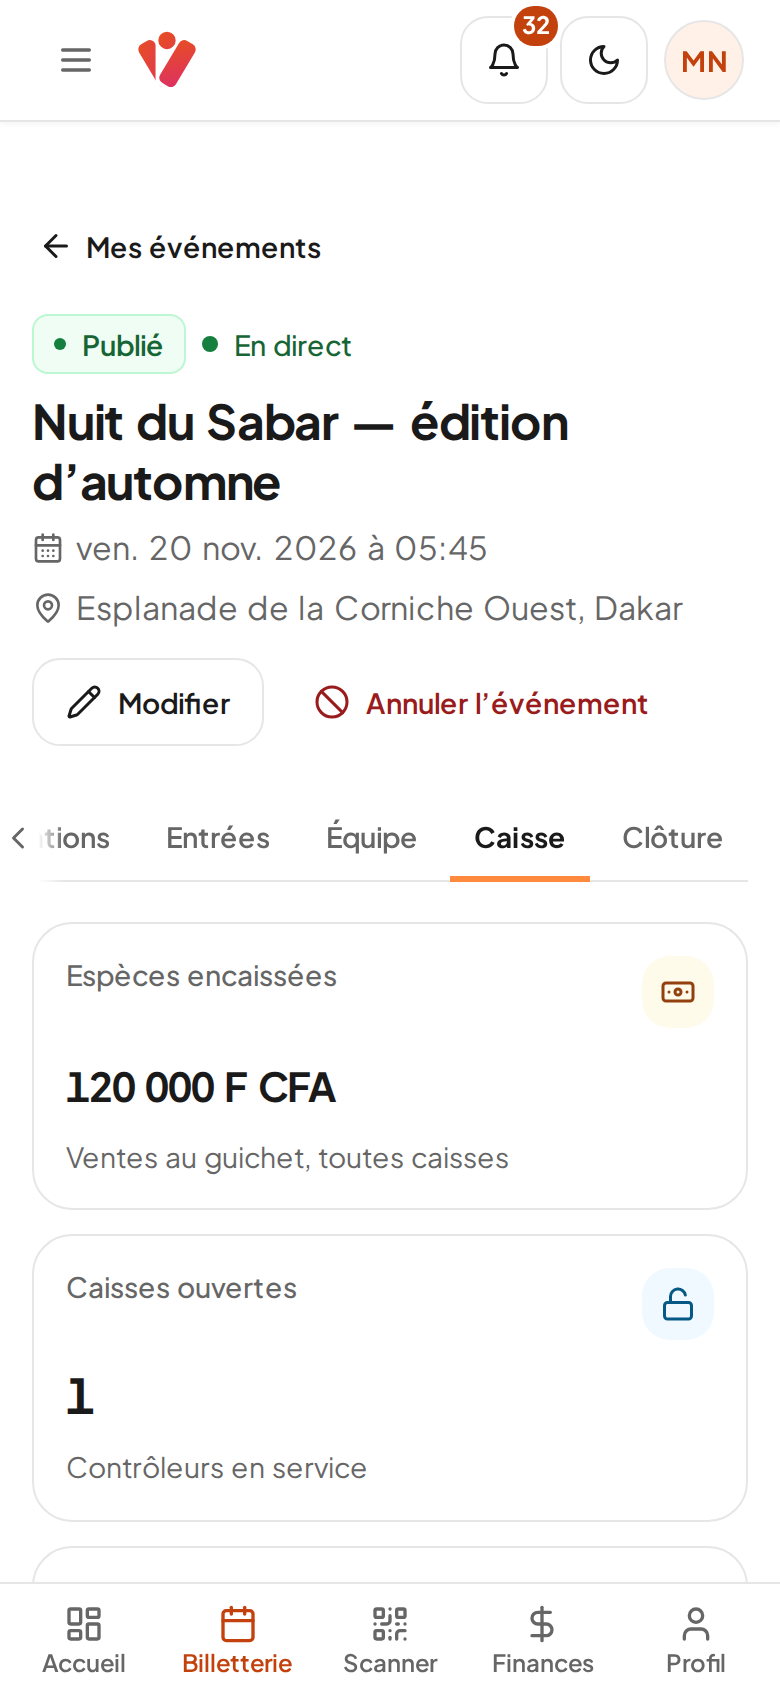 32
MN
Mes événements
Publié
En direct
Nuit du Sabar — édition
d’automne
ven. 20 nov. 2026 à 05:45
Esplanade de la Corniche Ouest, Dakar
Modifier
Annuler l’événement
tions
Entrées
Équipe
Caisse
Clôture
Espèces encaissées
120 000 F CFA
Ventes au guichet, toutes caisses
Caisses ouvertes
1
Contrôleurs en service
Accueil
Billetterie
Scanner
Finances
Profil